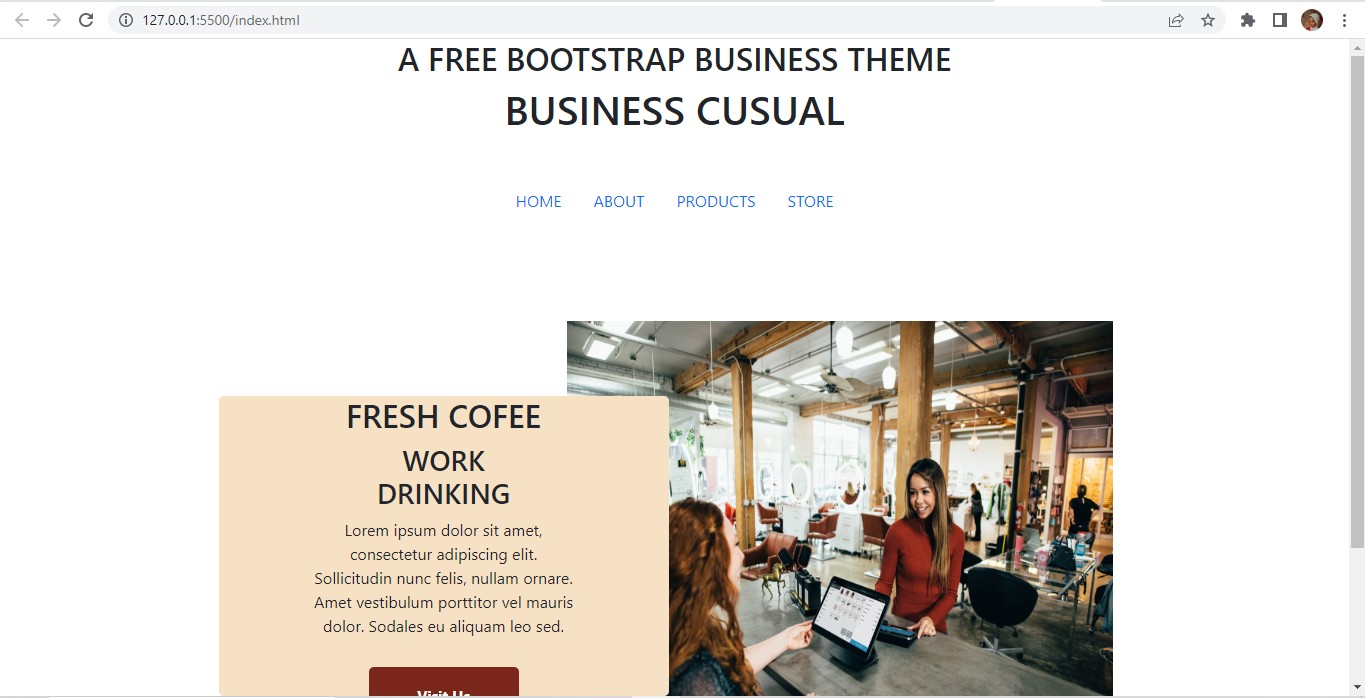 127.0.0.1:5500/index.html
A FREE BOOTSTRAP BUSINESS THEME
BUSINESS CUSUAL
HOME ABOUT PRODUCTS STORE
FRESH COFEE
WORK
DRINKING
Lorem ipsum dolor sit amet,
consectetur adipiscing elit.
Sollicitudin nunc felis, nullam ornare.
Amet vestibulum porttitor vel mauris
dolor. Sodales eu aliquam leo sed.
Visit Us